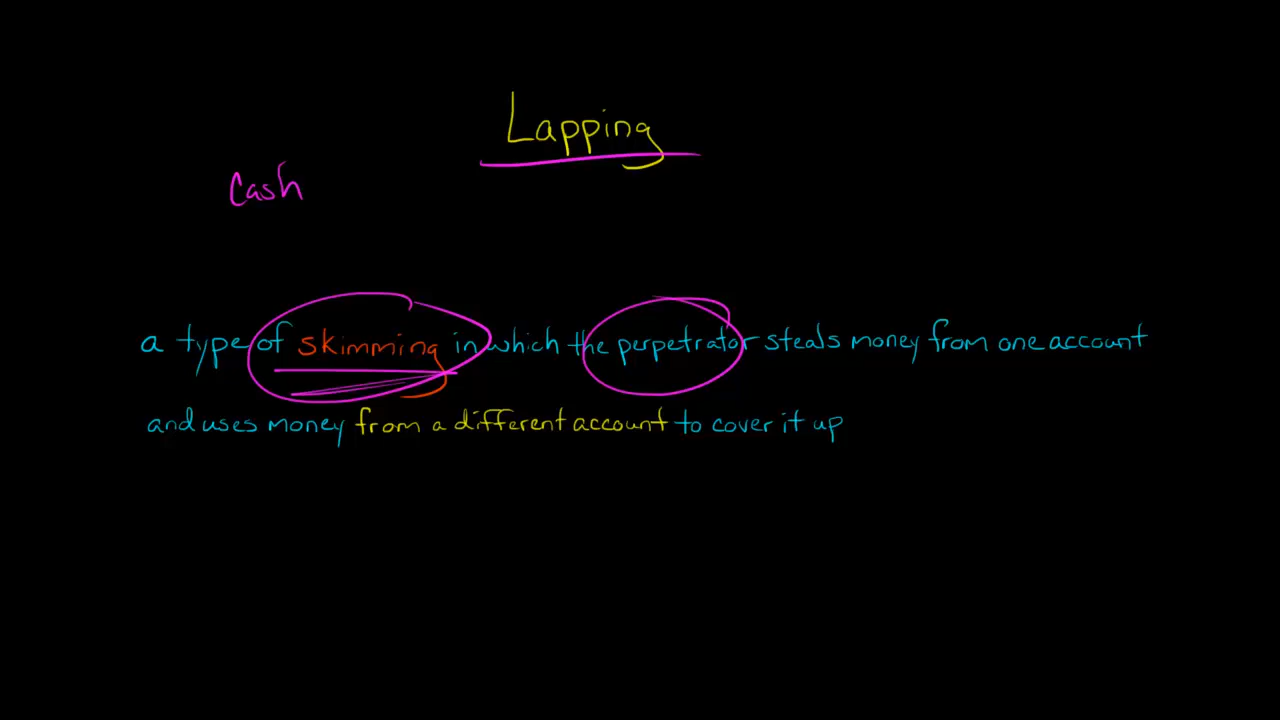 Lapping
Cash
a type of skimming in which the perpetrator steals money from one account
and uses money from a different account to cover it up